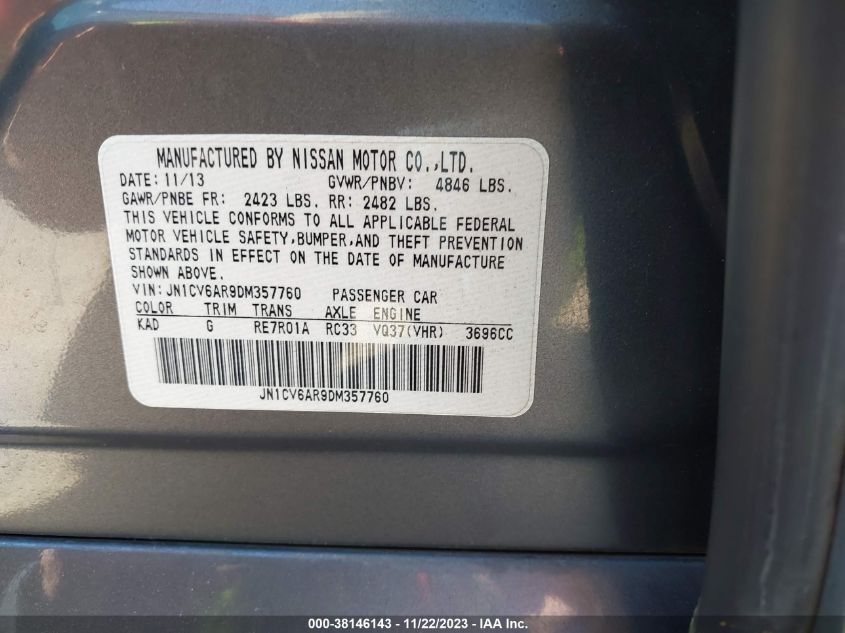 MANUFACTURED BY NISSAN MOTOR CO.,LTD.
DATE: 11/13 GVWR/PNBV: 4846 LBS.
GAWR/PNBE FR: 2423 LBS. RR: 2482 LBS.
THIS VEHICLE CONFORMS TO ALL APPLICABLE FEDERAL
MOTOR VEHICLE SAFETY,BUMPER,AND THEFT PREVENTION
STANDARDS IN EFFECT ON THE DATE OF MANUFACTURE
SHOWN ABOVE.
VIN:JN1CV6AR9DM357760 PASSENGER CAR
COLOR TRIM TRANS AXLE ENGINE
KAD G RE7R01A RC33 VQ37(VHR) 3696CC
JN1CV6AR9DM357760
000-38146143 - 11/22/2023 - IAA Inc.